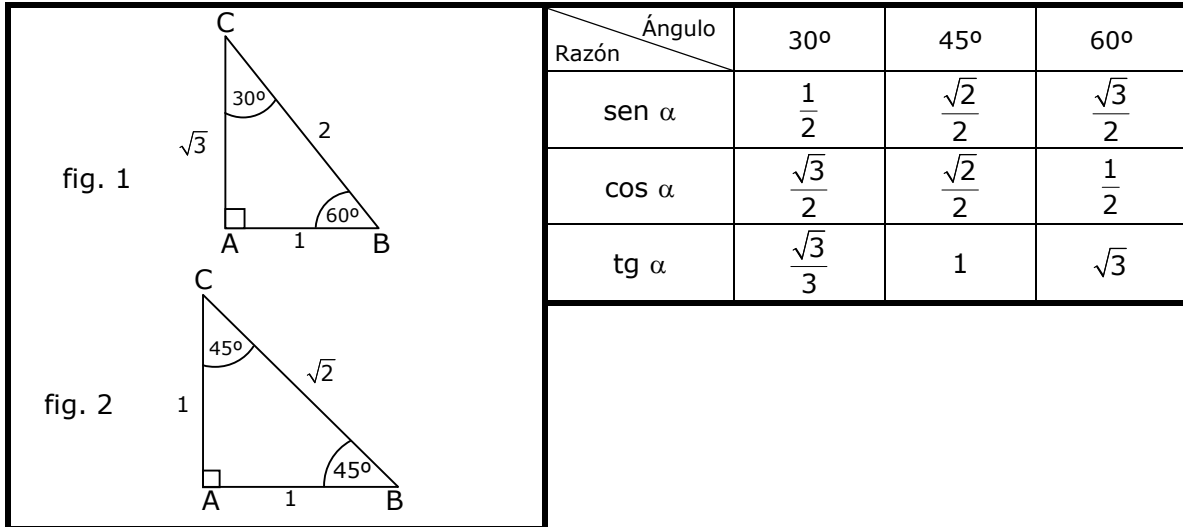 C
30º
√3
2
fig. 1
60º
A
1
B
C
45º
√2
fig. 2
1
45º
A
1
B
Ángulo
Razón
30º 45º 60º
sen α 1/2 √2/2 √3/2
cos α √3/2 √2/2 1/2
tg α √3/3 1 √3